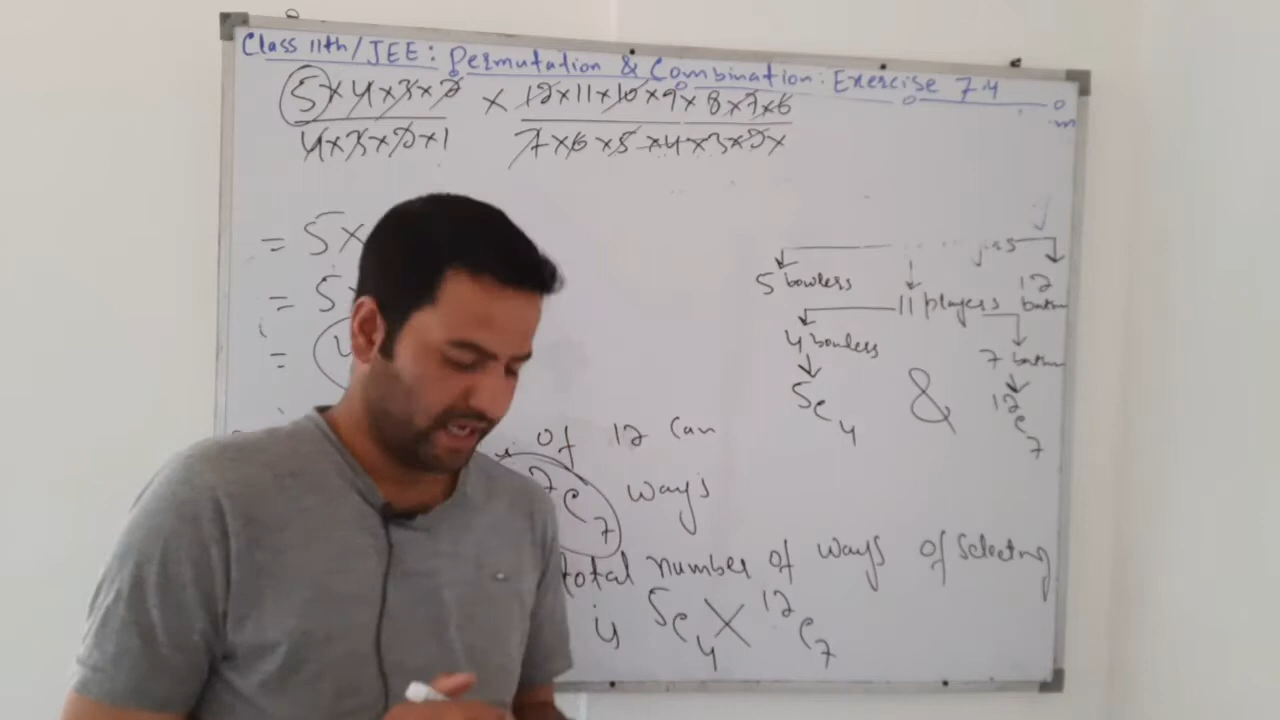 Class 11th/JEE: Permutation & Combination: Exercise 7.4
5×4×3×2 × 12×11×10×9×8×7×6
4×3×2×1 7×6×5×4×3×2×
= 5×
= 5
=
5 bowlers 12
11 players
4 bowlers 7
5c4 & 12c7
of 12 can
c7 ways
total number of ways of selecting
is 5c4 × 12c7